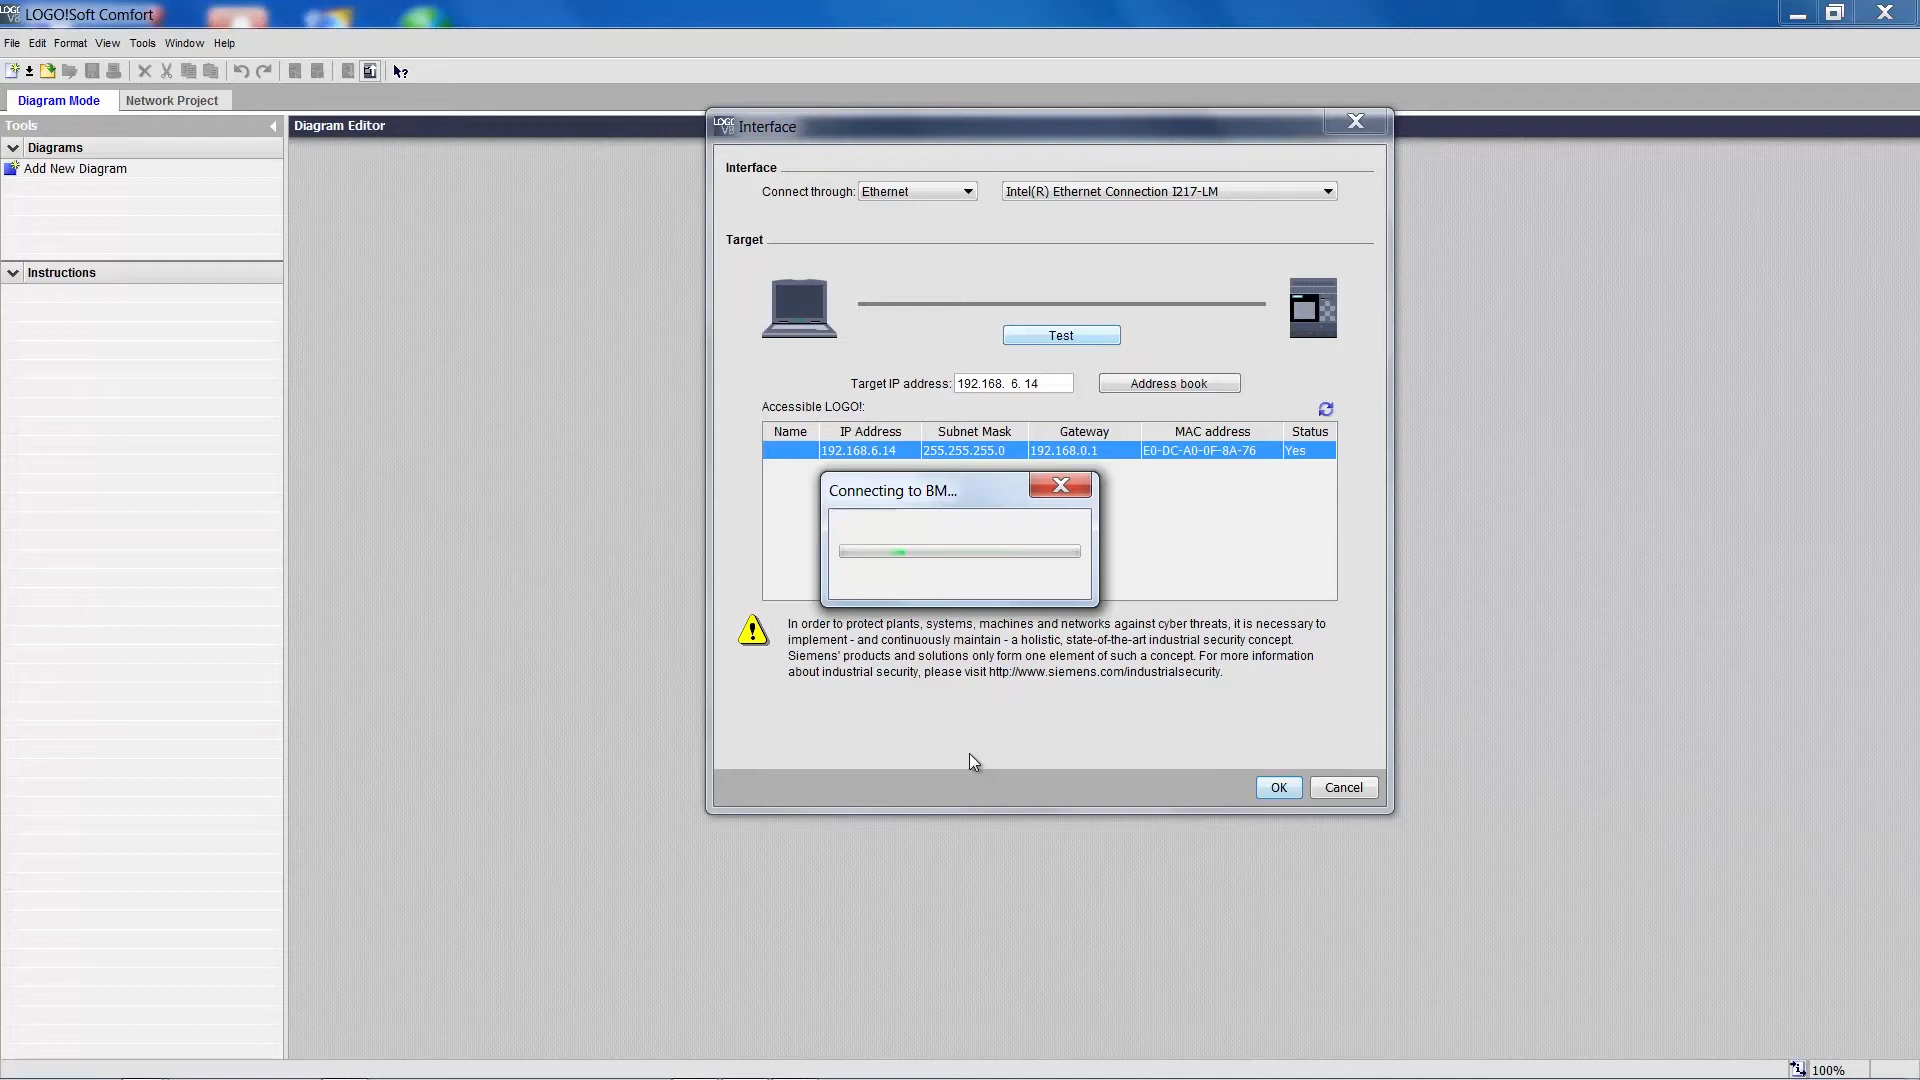 LOGO!Soft Comfort
File Edit Format View Tools Window Help
Diagram Mode Network Project
Tools
Diagram Editor
Diagrams
Add New Diagram
Instructions
Interface
Interface
Connect through: Ethernet Intel(R) Ethernet Connection I217-LM
Target
Test
Target IP address: 192.168. 6. 14 Address book
Accessible LOGO!:
Name IP Address Subnet Mask Gateway MAC address Status
192.168.6.14 255.255.255.0 192.168.0.1 E0-DC-A0-0F-8A-76 Yes
Connecting to BM...
In order to protect plants, systems, machines and networks against cyber threats, it is necessary to
implement - and continuously maintain - a holistic, state-of-the-art industrial security concept.
Siemens' products and solutions only form one element of such a concept. For more information
about industrial security, please visit http://www.siemens.com/industrialsecurity.
OK Cancel
100%